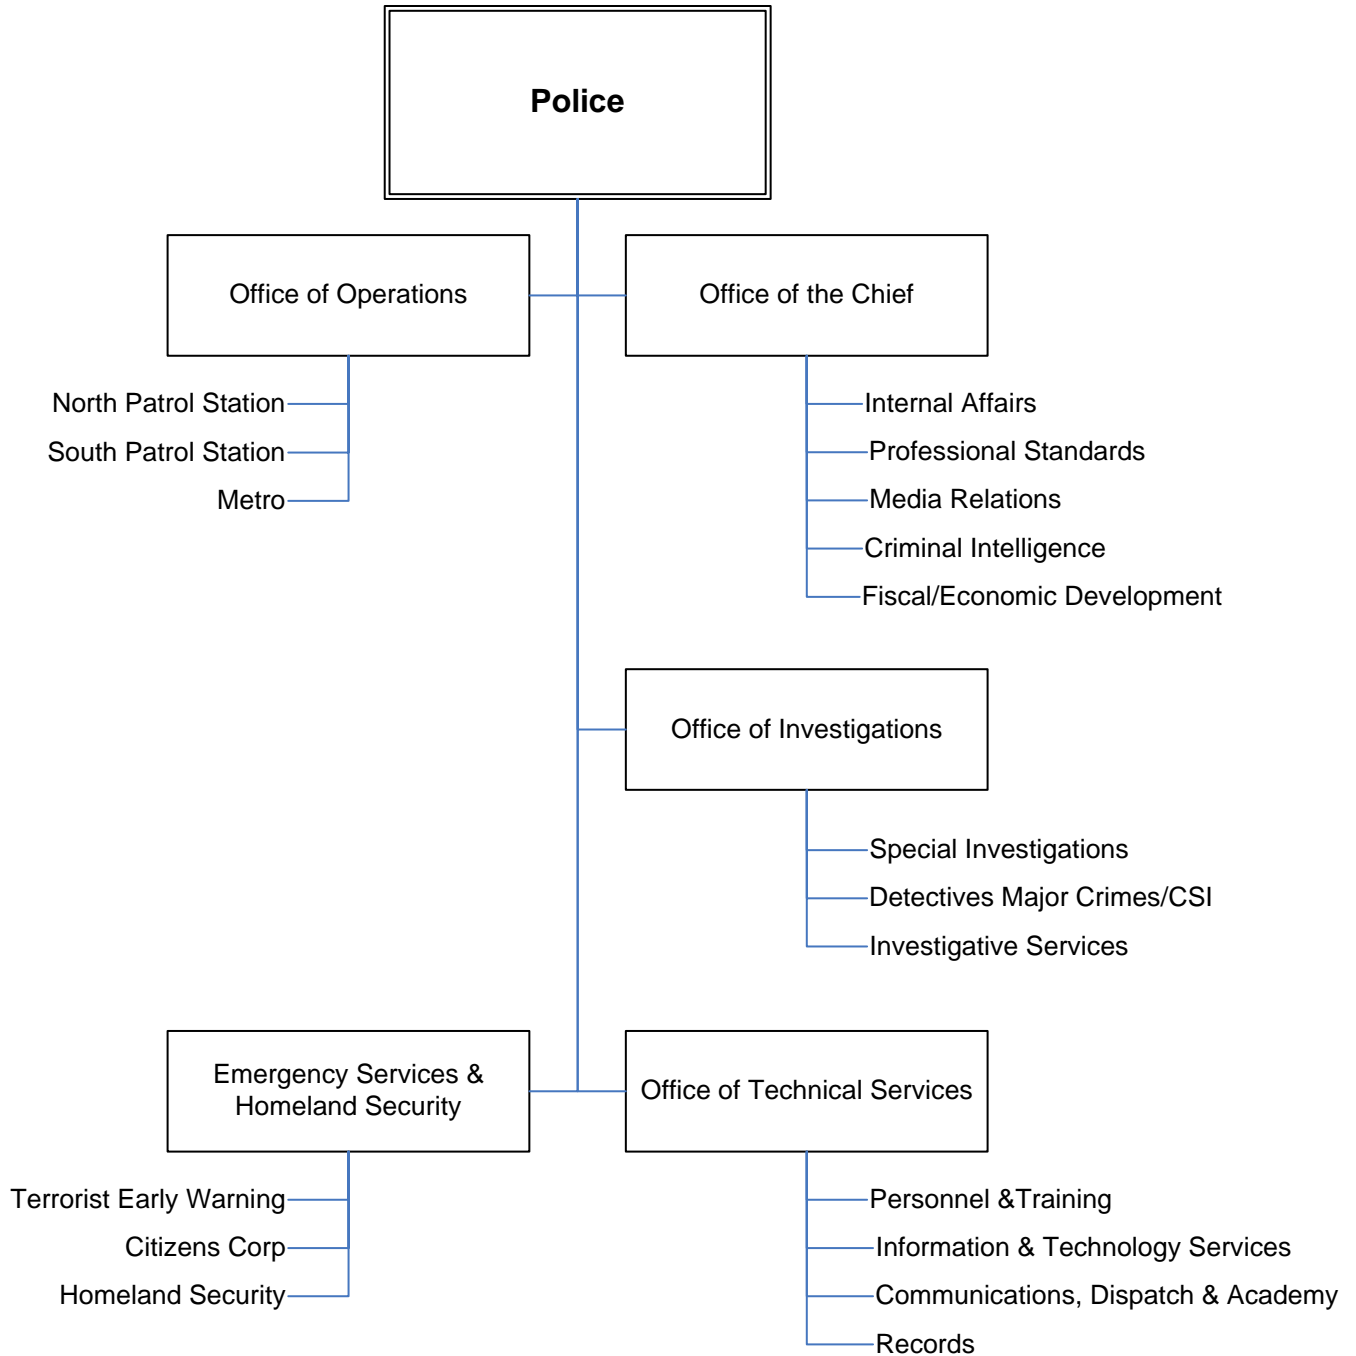 Police
Office of Operations
North Patrol Station
South Patrol Station
Metro
Office of the Chief
Internal Affairs
Professional Standards
Media Relations
Criminal Intelligence
Fiscal/Economic Development
Office of Investigations
Special Investigations
Detectives Major Crimes/CSI
Investigative Services
Emergency Services &
Homeland Security
Terrorist Early Warning
Citizens Corp
Homeland Security
Office of Technical Services
Personnel &Training
Information & Technology Services
Communications, Dispatch & Academy
Records